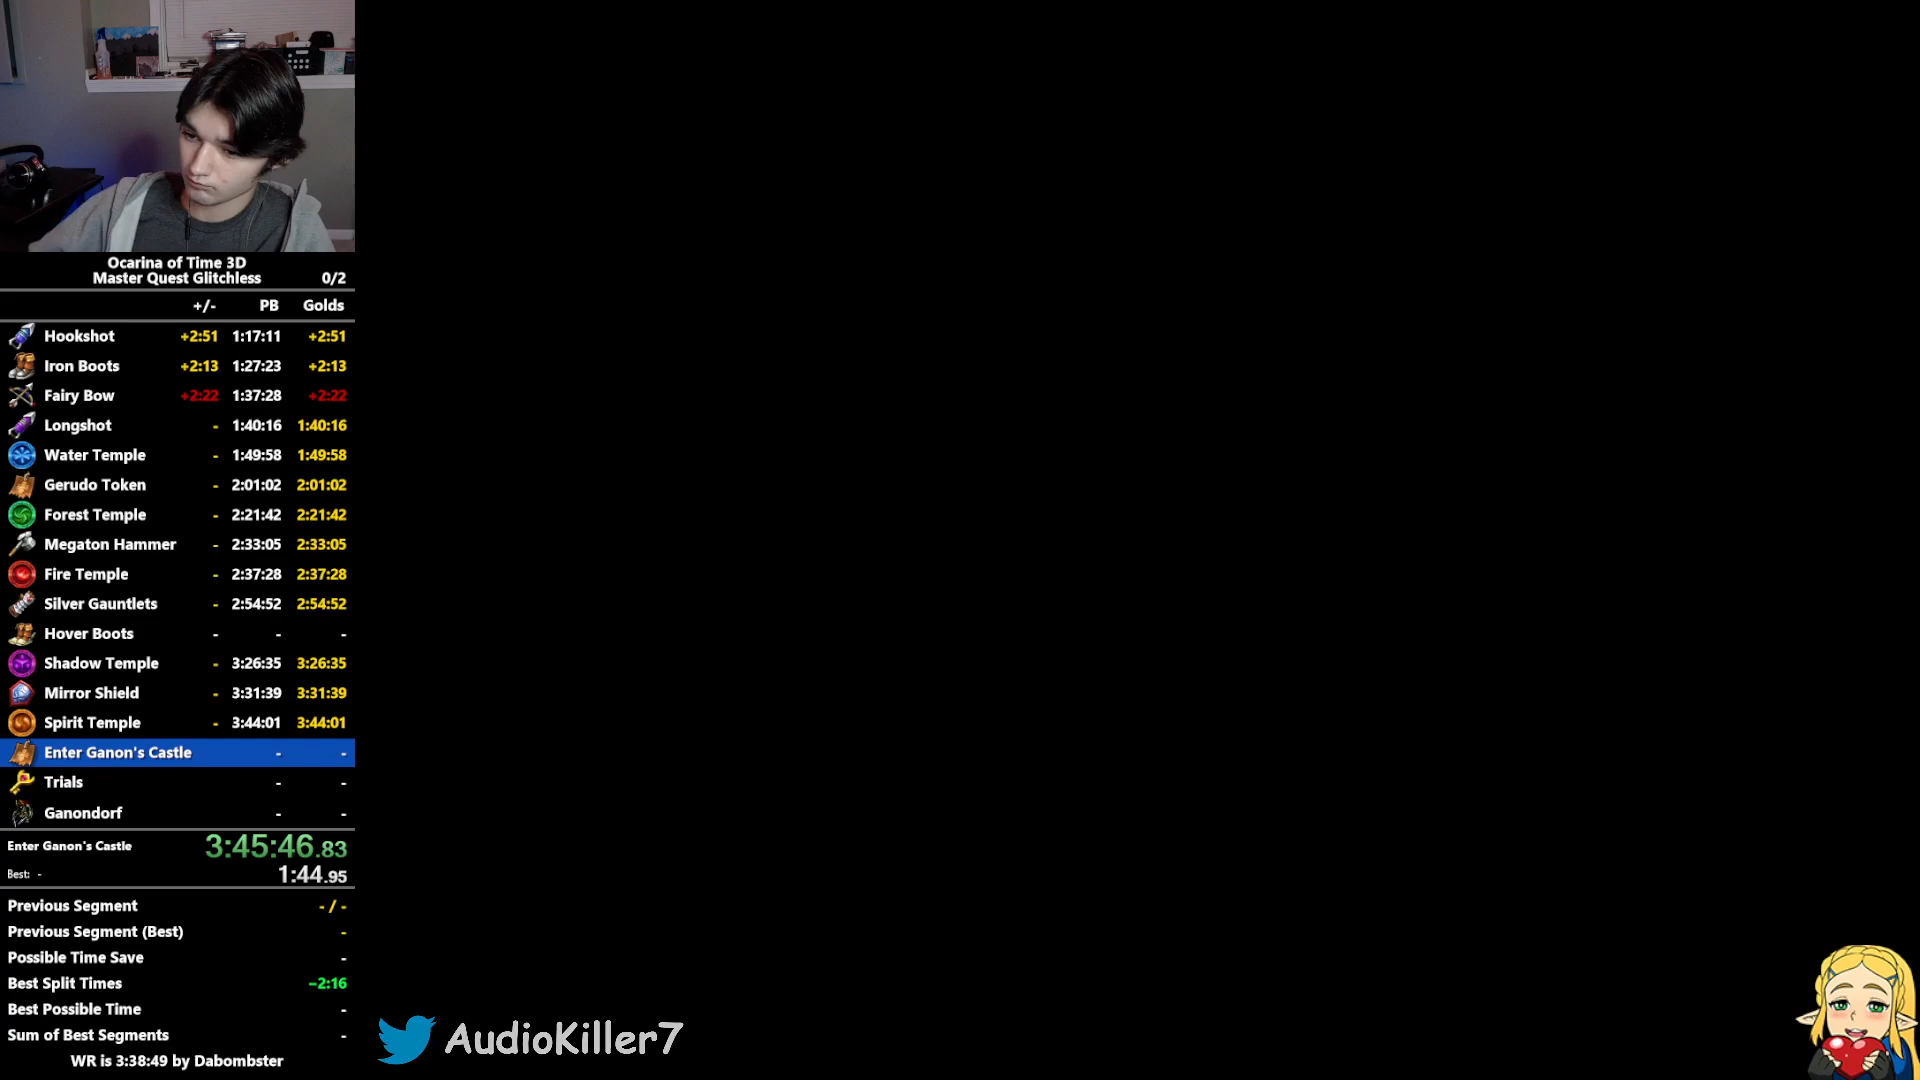 Ocarina of Time 3D
Master Quest Glitchless 0/2
+/- PB Golds
Hookshot +2:51 1:17:11 +2:51
Iron Boots +2:13 1:27:23 +2:13
Fairy Bow +2:22 1:37:28 +2:22
Longshot - 1:40:16 1:40:16
Water Temple - 1:49:58 1:49:58
Gerudo Token - 2:01:02 2:01:02
Forest Temple - 2:21:42 2:21:42
Megaton Hammer - 2:33:05 2:33:05
Fire Temple - 2:37:28 2:37:28
Silver Gauntlets - 2:54:52 2:54:52
Hover Boots - - -
Shadow Temple - 3:26:35 3:26:35
Mirror Shield - 3:31:39 3:31:39
Spirit Temple - 3:44:01 3:44:01
Enter Ganon's Castle - -
Trials - -
Ganondorf - -
Enter Ganon's Castle 3:45:46.83
Best: - 1:44.95
Previous Segment - / -
Previous Segment (Best) -
Possible Time Save -
Best Split Times −2:16
Best Possible Time -
Sum of Best Segments -
WR is 3:38:49 by Dabombster
AudioKiller7